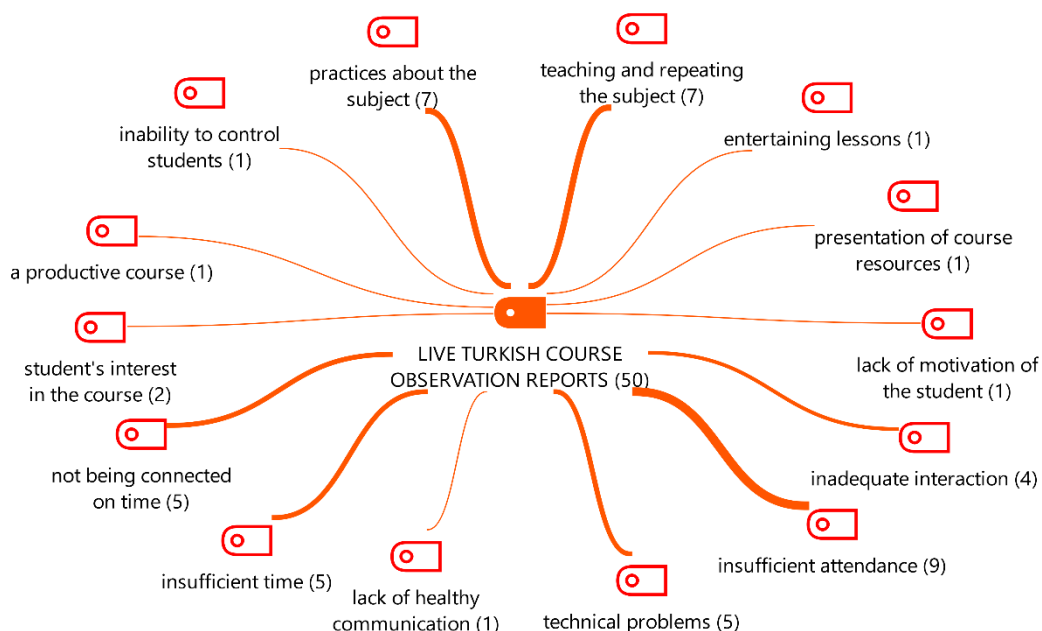 practices about the
subject (7)
teaching and repeating
the subject (7)
inability to control
students (1)
entertaining lessons (1)
a productive course (1)
presentation of course
resources (1)
student's interest
in the course (2)
LIVE TURKISH COURSE
OBSERVATION REPORTS (50)
lack of motivation of
the student (1)
not being connected
on time (5)
inadequate interaction (4)
insufficient time (5)
lack of healthy
communication (1)
technical problems (5)
insufficient attendance (9)